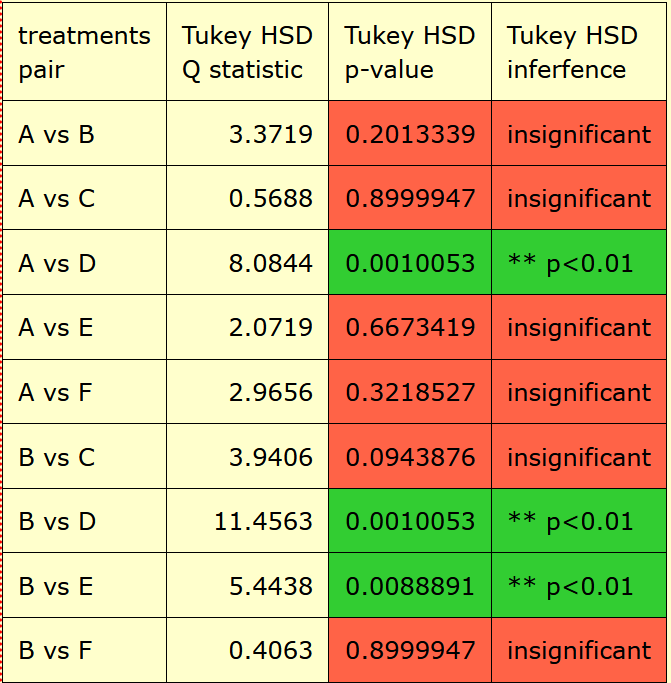 treatments pair Tukey HSD Q statistic Tukey HSD p-value Tukey HSD inferfence
A vs B 3.3719 0.2013339 insignificant
A vs C 0.5688 0.8999947 insignificant
A vs D 8.0844 0.0010053 ** p<0.01
A vs E 2.0719 0.6673419 insignificant
A vs F 2.9656 0.3218527 insignificant
B vs C 3.9406 0.0943876 insignificant
B vs D 11.4563 0.0010053 ** p<0.01
B vs E 5.4438 0.0088891 ** p<0.01
B vs F 0.4063 0.8999947 insignificant